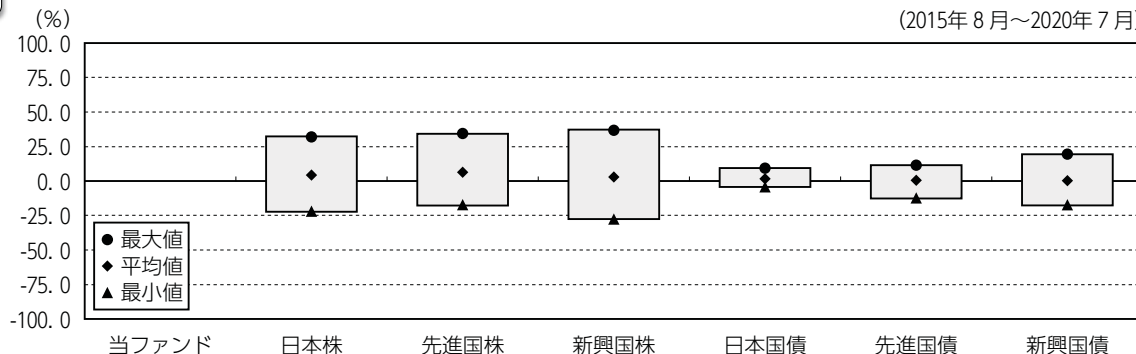 (%)
(2015年8月～2020年7月)
100.0
75.0
50.0
25.0
0.0
-25.0
-50.0
-75.0
-100.0
● 最大値
◆ 平均値
▲ 最小値
当ファンド 日本株 先進国株 新興国株 日本国債 先進国債 新興国債